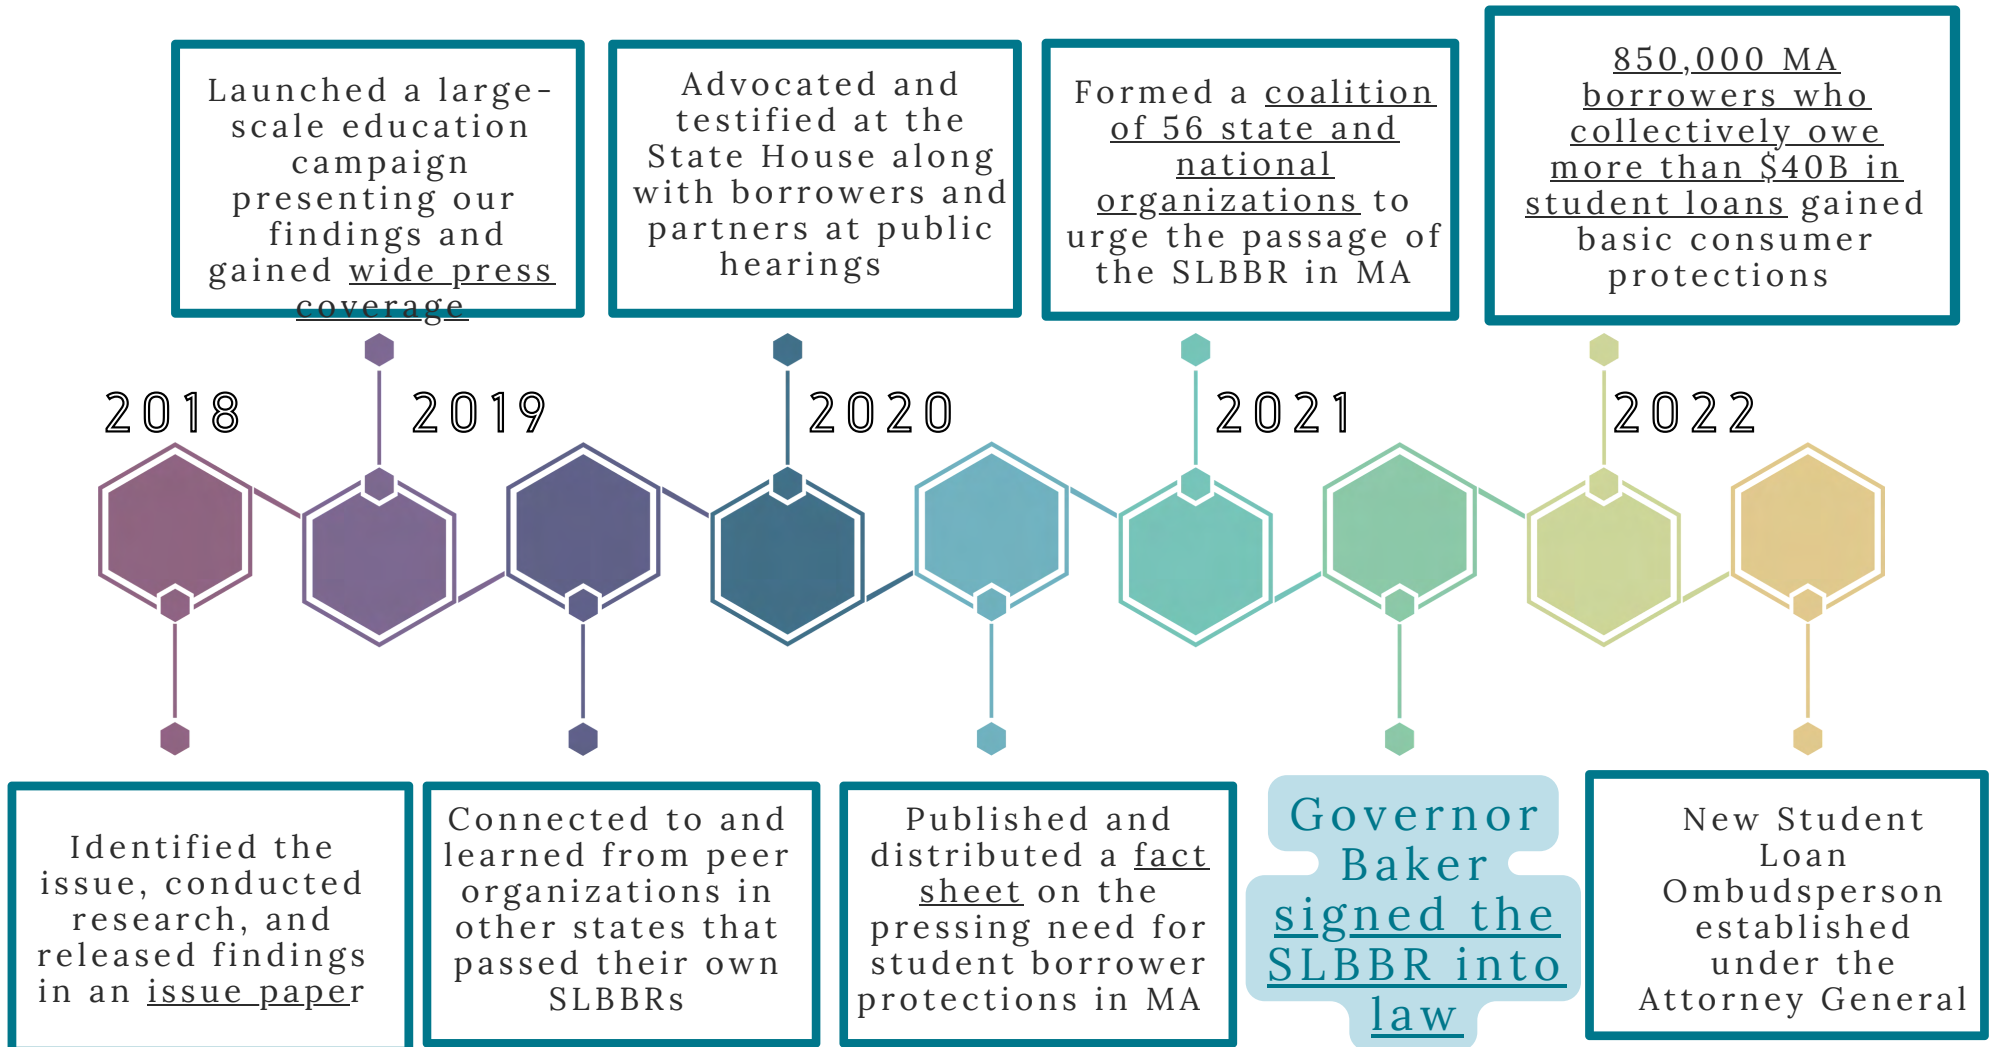 Launched a large-
scale education
campaign
presenting our
findings and
gained wide press
coverage
Advocated and
testified at the
State House along
with borrowers and
partners at public
hearings
Formed a coalition
of 56 state and
national
organizations to
urge the passage of
the SLBBR in MA
850,000 MA
borrowers who
collectively owe
more than $40B in
student loans gained
basic consumer
protections
2018
2019
2020
2021
2022
Identified the
issue, conducted
research, and
released findings
in an issue paper
Connected to and
learned from peer
organizations in
other states that
passed their own
SLBBRs
Published and
distributed a fact
sheet on the
pressing need for
student borrower
protections in MA
Governor
Baker
signed the
SLBBR into
law
New Student
Loan
Ombudsperson
established
under the
Attorney General